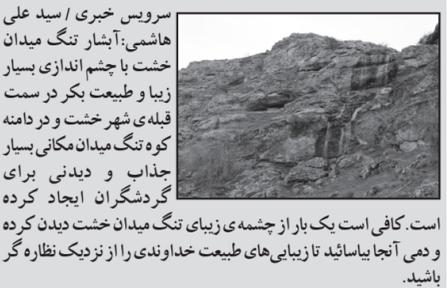 سرویس خبری / سید علی
هاشمی:آبشار تنگ میدان
خشت با چشم اندازی بسیار
زیبا و طبیعت بکر در سمت
قبله‌ی شهر خشت و در دامنه
کوه تنگ میدان مکانی بسیار
جذاب و دیدنی برای
گردشگران ایجاد کرده
است. کافی است یک بار از چشمه ی زیبای تنگ میدان خشت دیدن کرده
و دمی آنجا بیاسائید تا زیبایی‌های طبیعت خداوندی را از نزدیک نظاره گر
باشید.